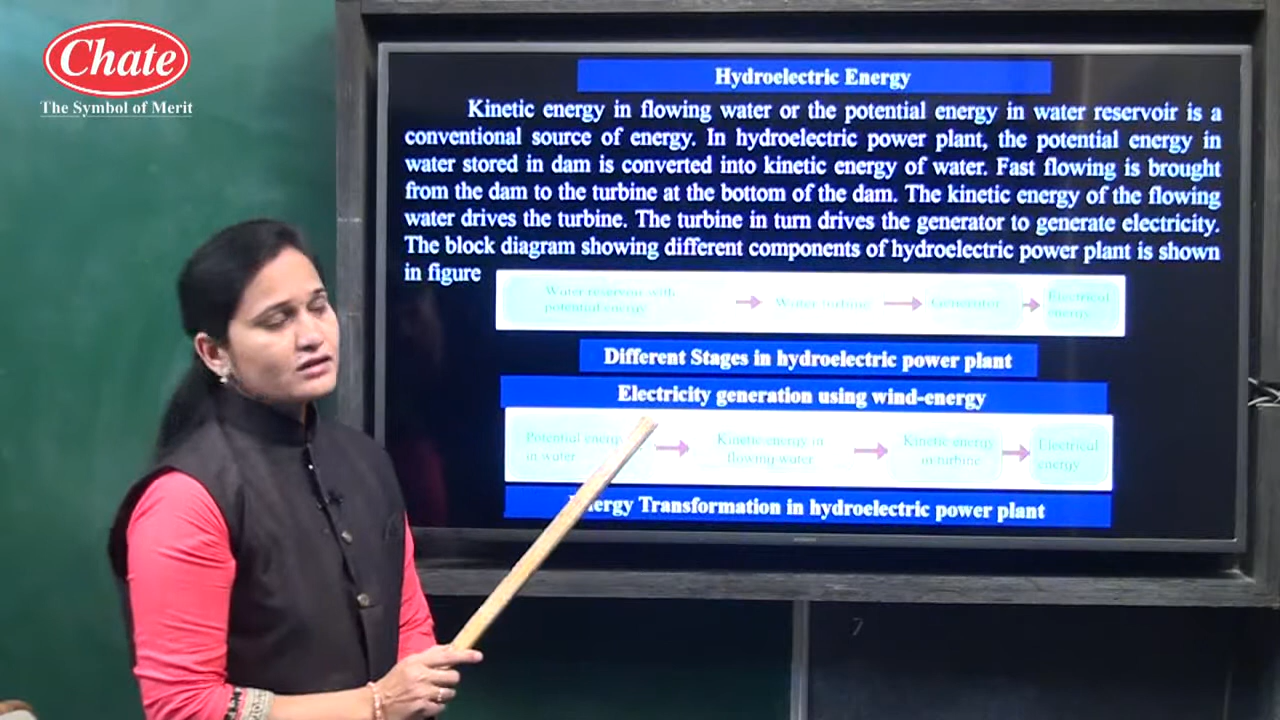 Chate
The Symbol of Merit
Hydroelectric Energy
Kinetic energy in flowing water or the potential energy in water reservoir is a
conventional source of energy. In hydroelectric power plant, the potential energy in
water stored in dam is converted into kinetic energy of water. Fast flowing is brought
from the dam to the turbine at the bottom of the dam. The kinetic energy of the flowing
water drives the turbine. The turbine in turn drives the generator to generate electricity.
The block diagram showing different components of hydroelectric power plant is shown
in figure
Water reservoir with
potential energy
Water turbine
Generator
Electrical
energy
Different Stages in hydroelectric power plant
Electricity generation using wind-energy
Potential energ
in water
Kinetic energy in
flowing water
Kinetic energy
in turbine
Electrical
energy
ergy Transformation in hydroelectric power plant
7